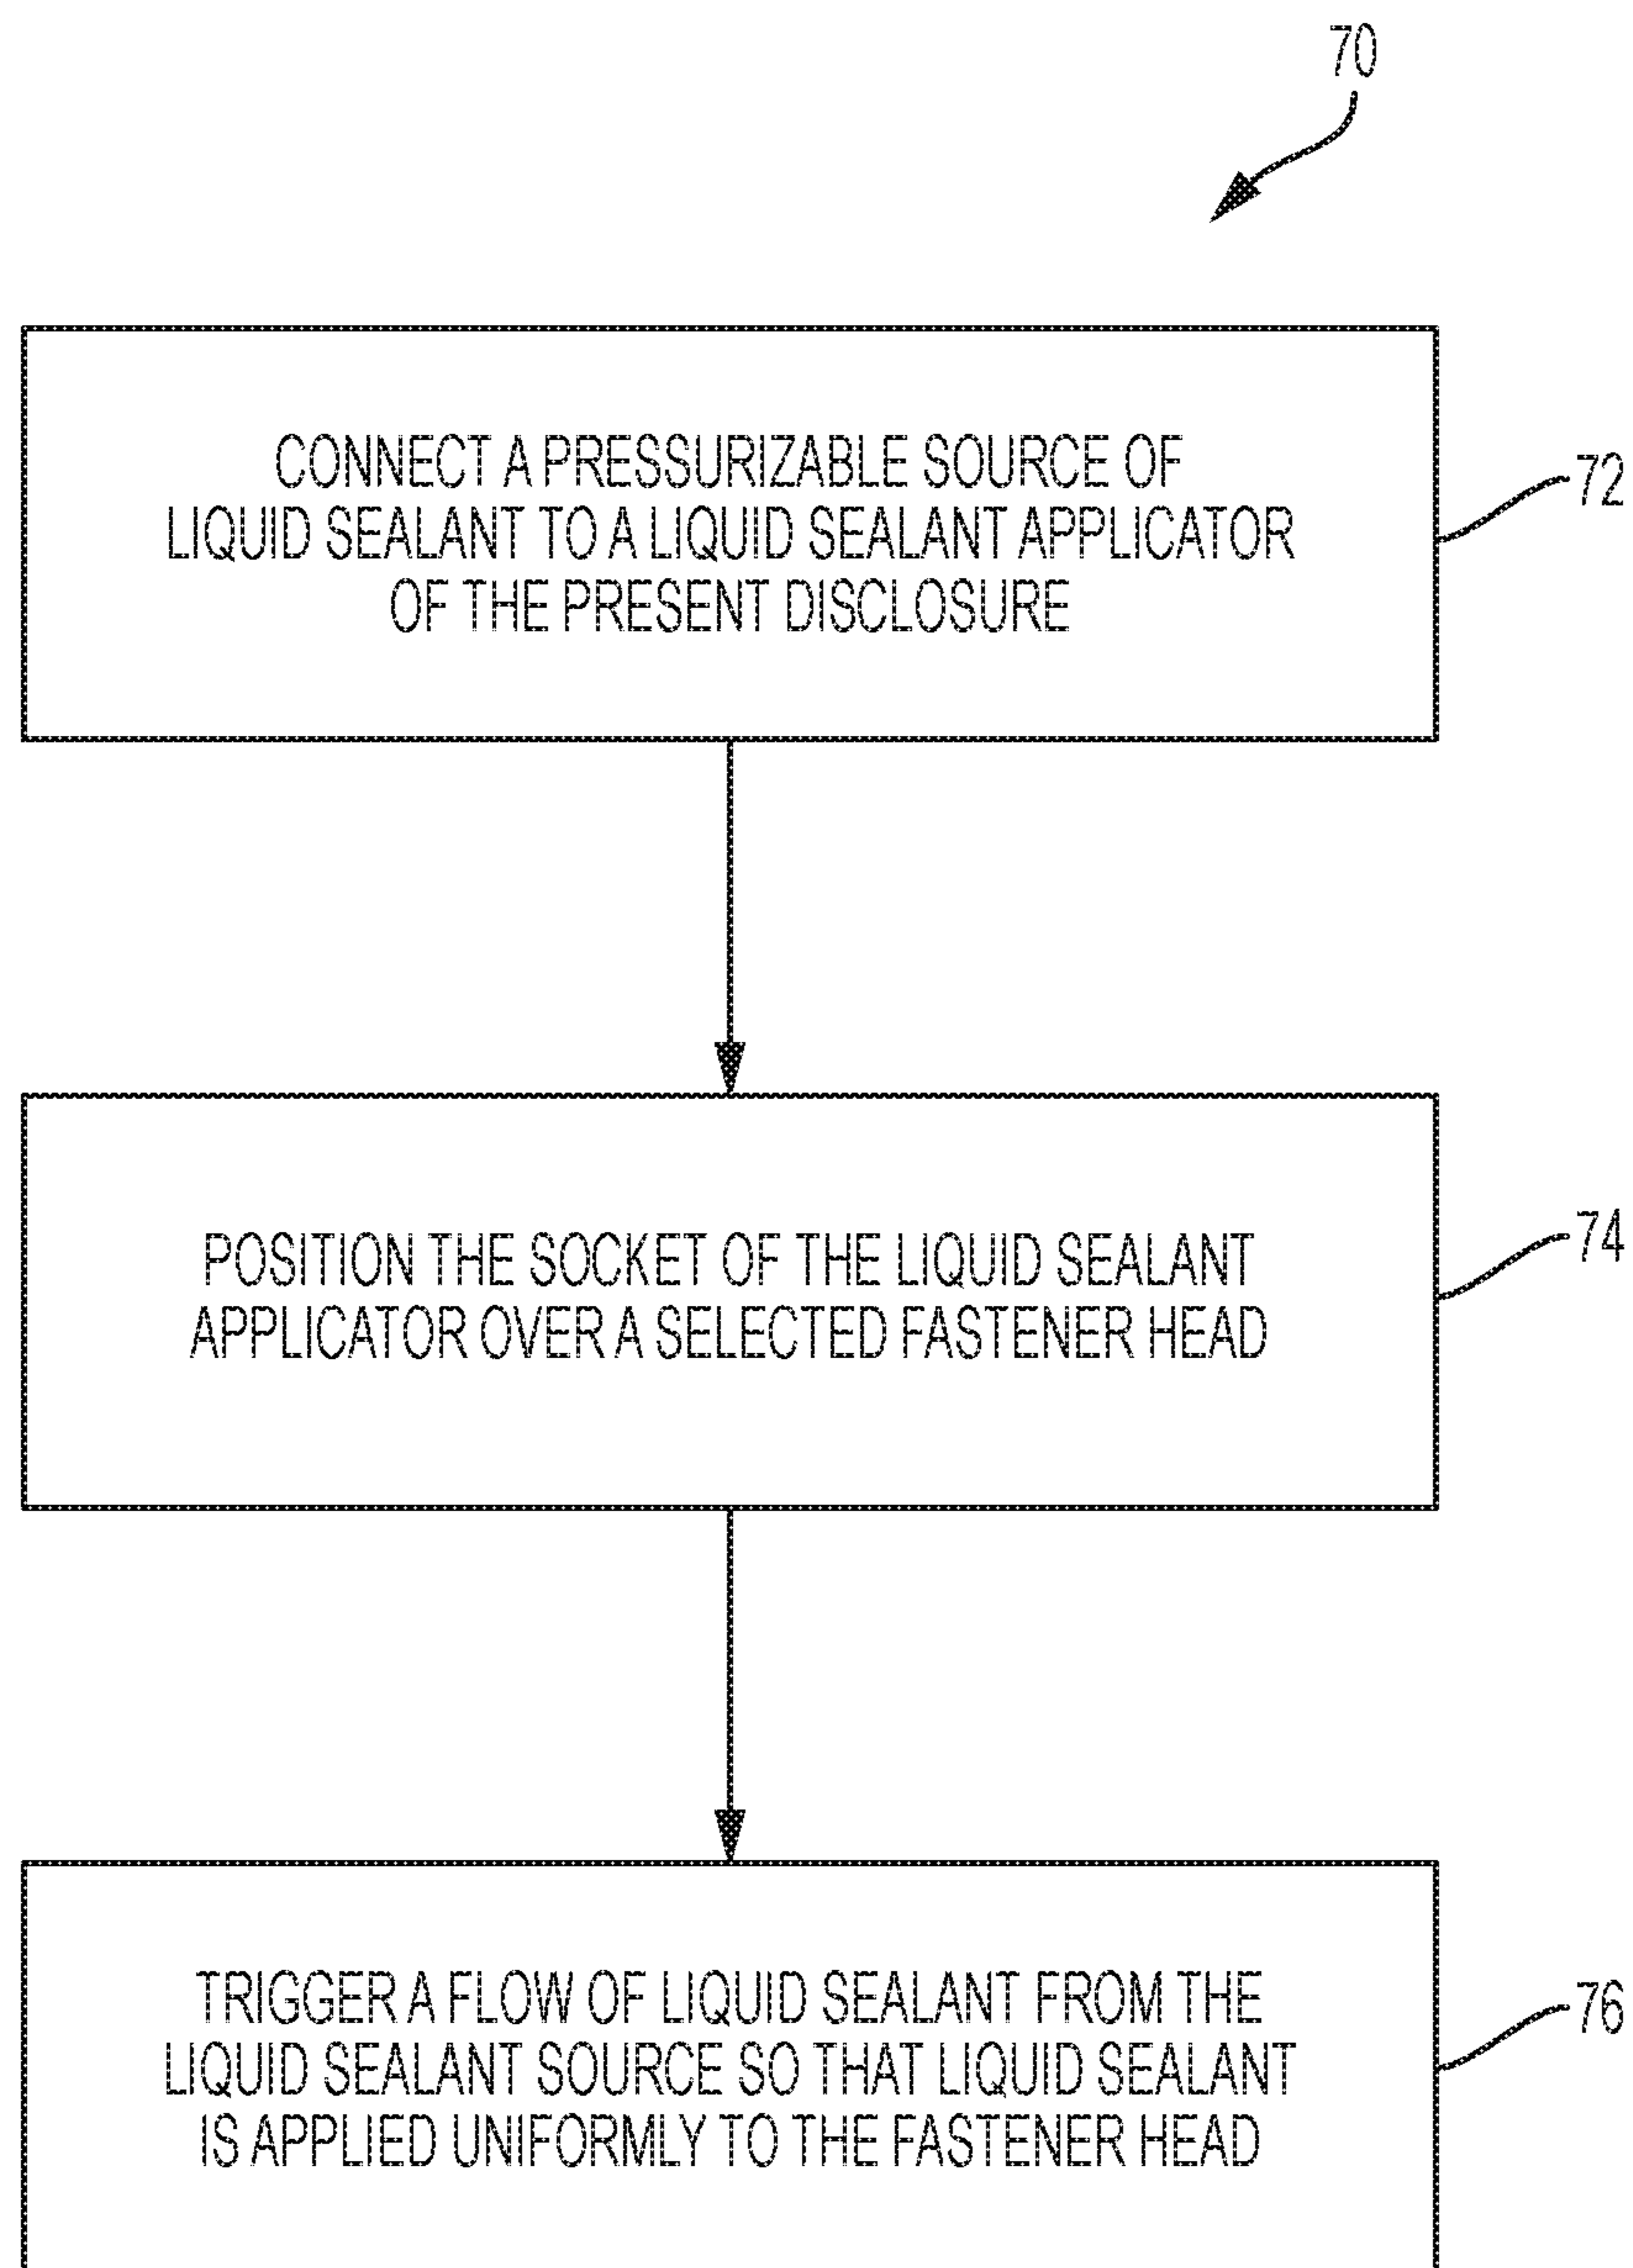 70
CONNECT A PRESSURIZABLE SOURCE OF
LIQUID SEALANT TO A LIQUID SEALANT APPLICATOR
OF THE PRESENT DISCLOSURE
72
POSITION THE SOCKET OF THE LIQUID SEALANT
APPLICATOR OVER A SELECTED FASTENER HEAD
74
TRIGGER A FLOW OF LIQUID SEALANT FROM THE
LIQUID SEALANT SOURCE SO THAT LIQUID SEALANT
IS APPLIED UNIFORMLY TO THE FASTENER HEAD
76